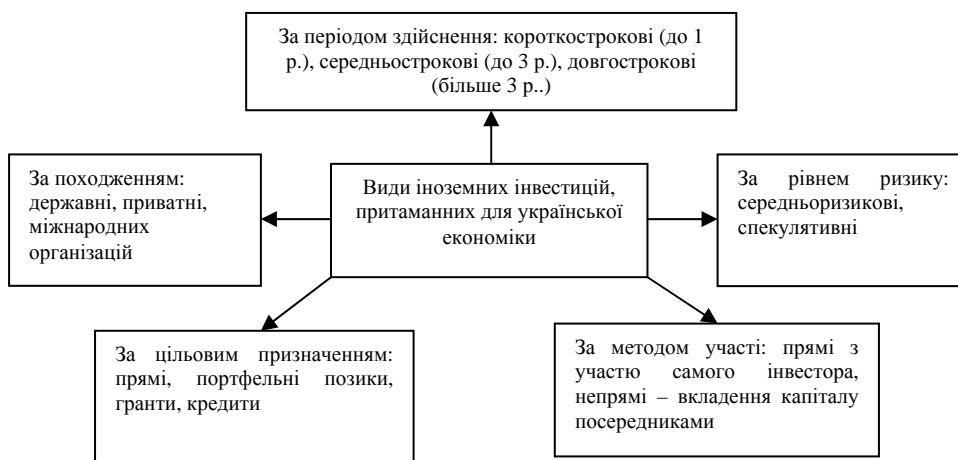 За періодом здійснення: короткострокові (до 1
р.), середньострокові (до 3 р.), довгострокові
(більше 3 р..)
За походженням:
державні, приватні,
міжнародних
організацій
Види іноземних інвестицій,
притаманних для української
економіки
За рівнем ризику:
середньоризикові,
спекулятивні
За цільовим призначенням:
прямі, портфельні позики,
гранти, кредити
За методом участі: прямі з
участю самого інвестора,
непрямі – вкладення капіталу
посередниками